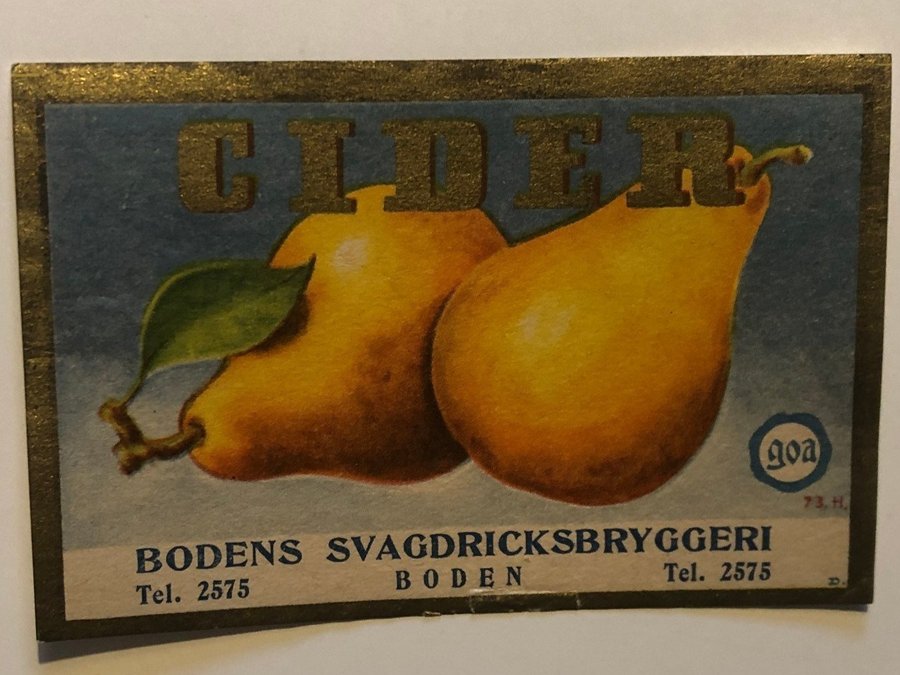 CIDER
goa
73. H.
BODENS SVAGDRICKSBRYGGERI
Tel. 2575 BODEN Tel. 2575
D.